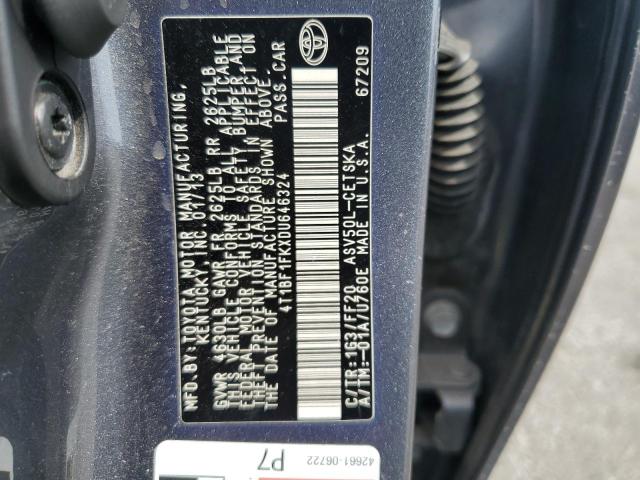 MFD.BY:TOYOTA MOTOR MANUFACTURING,
KENTUCKY, INC. 01/13
GVWR 4630LB GAWR FR 2625LB RR 2625LB
THIS VEHICLE CONFORMS TO ALL APPLICABLE
FEDERAL MOTOR VEHICLE SAFETY, BUMPER, AND
THEFT PREVENTION STANDARDS IN EFFECT ON
THE DATE OF MANUFACTURE SHOWN ABOVE.
4T1BF1FKXDU646324 PASS.CAR
C/TR:163/FF20 ASV50L-CETSKA
A/TM:-01A/U760E MADE IN U.S.A. 67209
42661-06722
P7